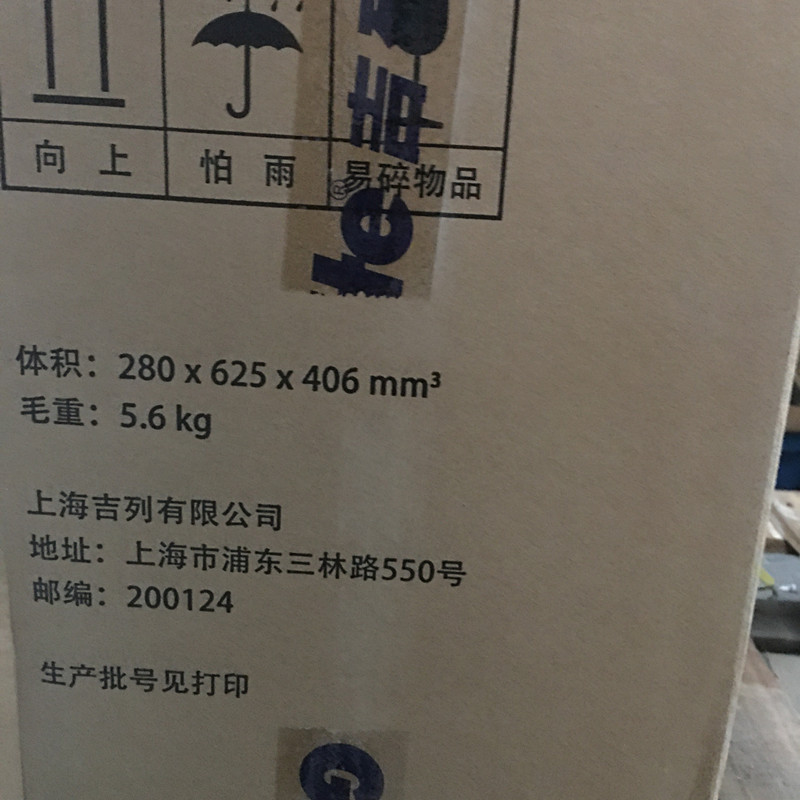 吉列
向上
怕雨
易碎物品
®
体积：280 x 625 x 406 mm³
毛重：5.6 kg
上海吉列有限公司
地址：上海市浦东三林路550号
邮编：200124
生产批号见打印